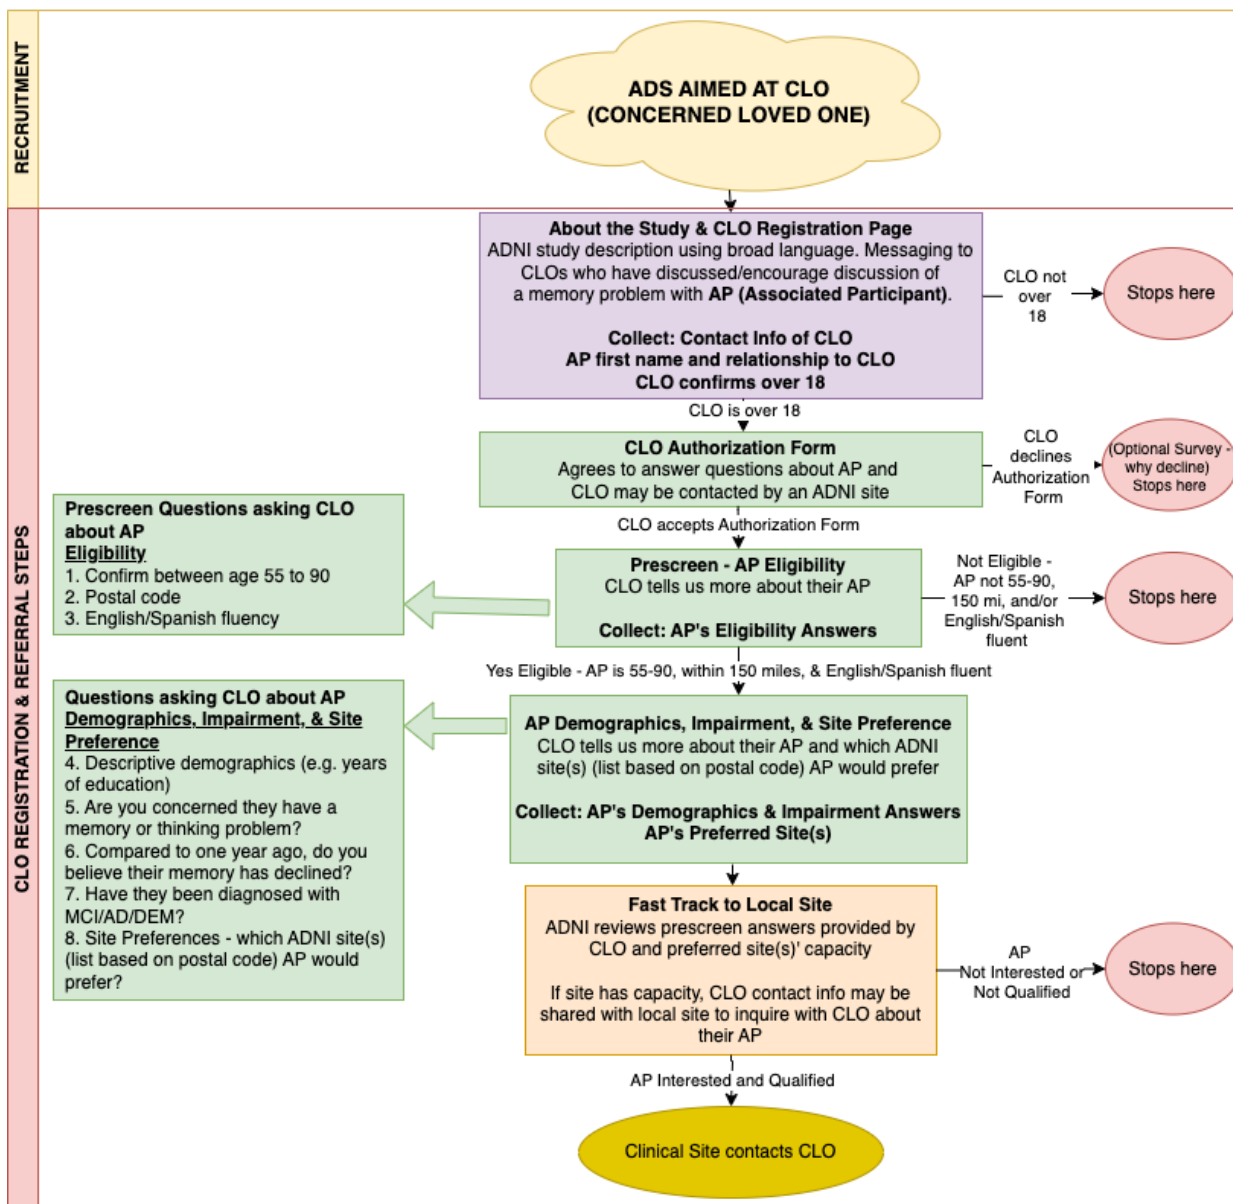 RECRUITMENT
ADS AIMED AT CLO
(CONCERNED LOVED ONE)
CLO REGISTRATION & REFERRAL STEPS
About the Study & CLO Registration Page
ADNI study description using broad language. Messaging to
CLOs who have discussed/encourage discussion of
a memory problem with AP (Associated Participant).
Collect: Contact Info of CLO
AP first name and relationship to CLO
CLO confirms over 18
CLO not
over
18
Stops here
CLO is over 18
CLO Authorization Form
Agrees to answer questions about AP and
CLO may be contacted by an ADNI site
CLO
declines
Authorization
Form
(Optional Survey -
why decline)
Stops here
CLO accepts Authorization Form
Prescreen Questions asking CLO
about AP
Eligibility
1. Confirm between age 55 to 90
2. Postal code
3. English/Spanish fluency
Prescreen - AP Eligibility
CLO tells us more about their AP
Collect: AP's Eligibility Answers
Not Eligible -
AP not 55-90,
150 mi, and/or
English/Spanish
fluent
Stops here
Yes Eligible - AP is 55-90, within 150 miles, & English/Spanish fluent
Questions asking CLO about AP
Demographics, Impairment, & Site
Preference
4. Descriptive demographics (e.g. years
of education)
5. Are you concerned they have a
memory or thinking problem?
6. Compared to one year ago, do you
believe their memory has declined?
7. Have they been diagnosed with
MCI/AD/DEM?
8. Site Preferences - which ADNI site(s)
(list based on postal code) AP would
prefer?
AP Demographics, Impairment, & Site Preference
CLO tells us more about their AP and which ADNI
site(s) (list based on postal code) AP would prefer
Collect: AP's Demographics & Impairment Answers
AP's Preferred Site(s)
Fast Track to Local Site
ADNI reviews prescreen answers provided by
CLO and preferred site(s)' capacity
If site has capacity, CLO contact info may be
shared with local site to inquire with CLO about
their AP
AP
Not Interested or
Not Qualified
Stops here
AP Interested and Qualified
Clinical Site contacts CLO